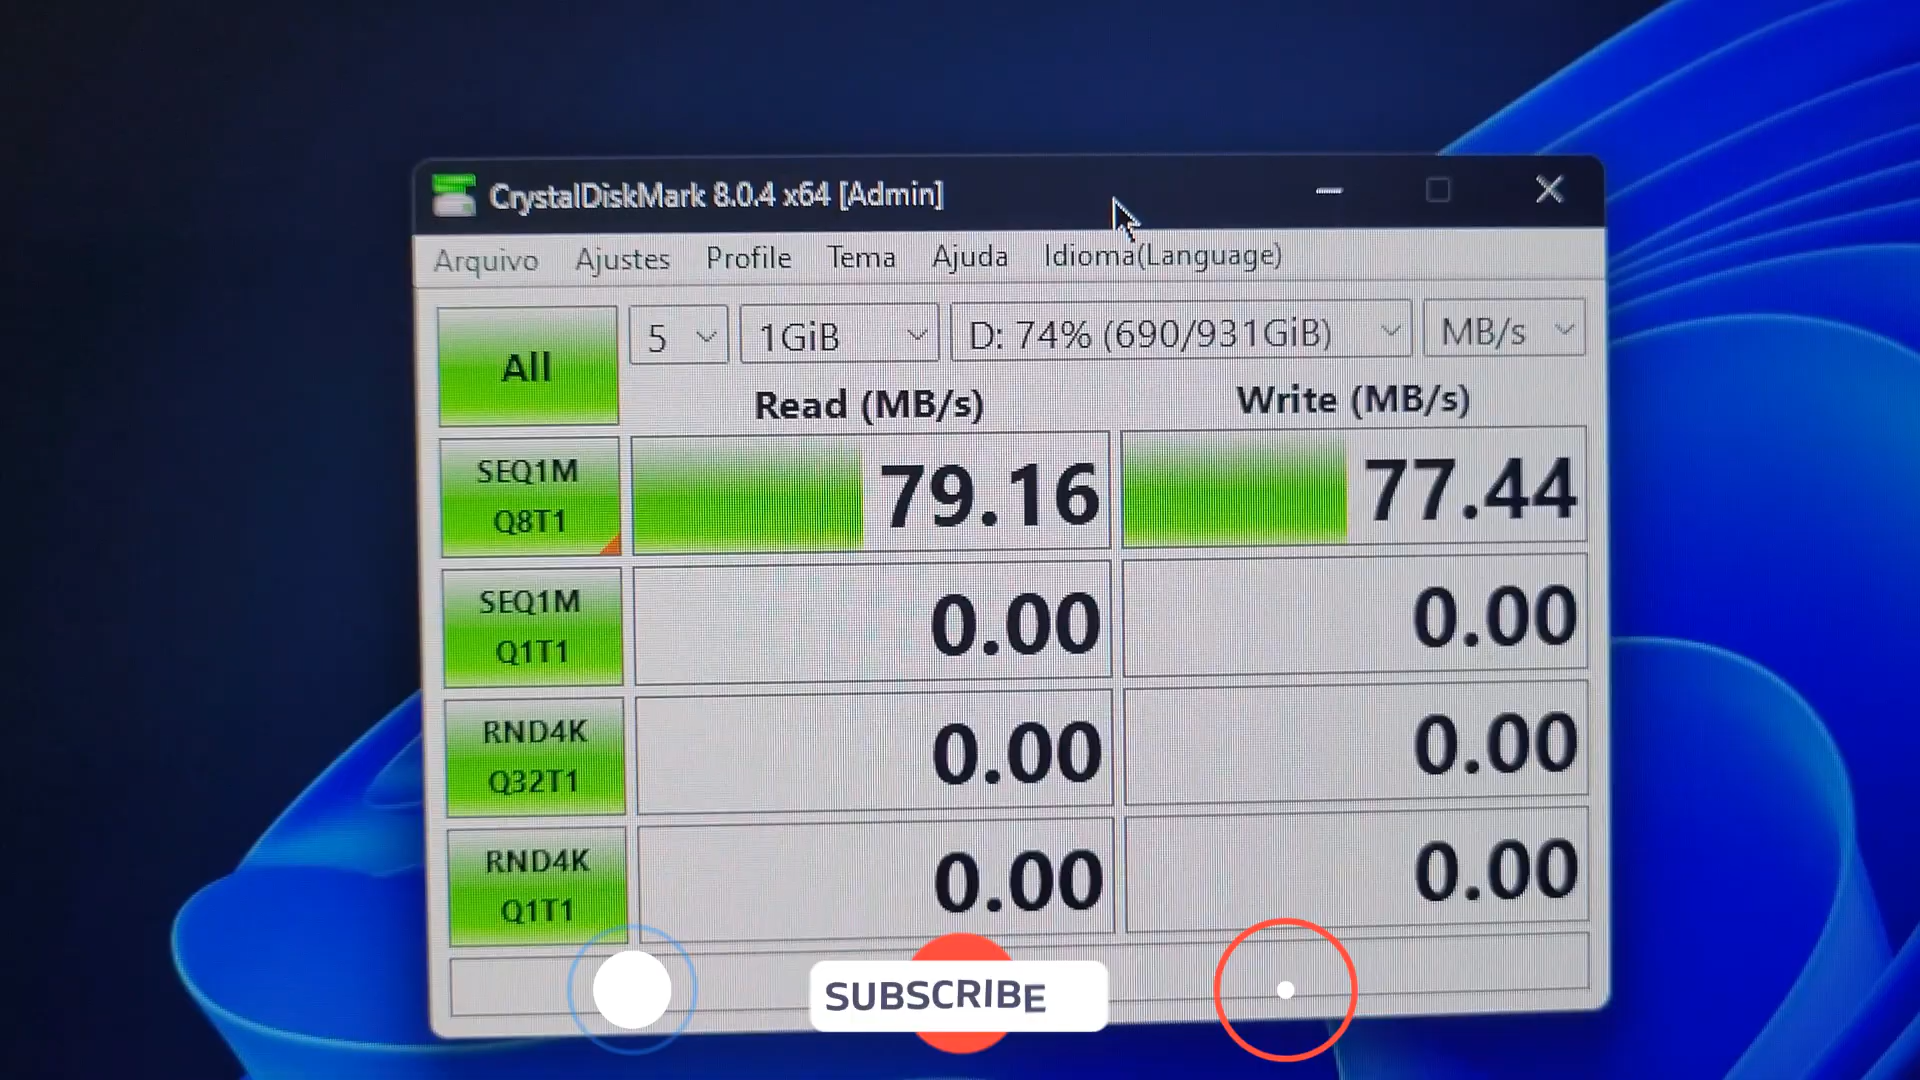 CrystalDiskMark 8.0.4 x64 [Admin]
Arquivo Ajustes Profile Tema Ajuda Idioma(Language)
All 5 1GiB D: 74% (690/931GiB) MB/s
Read (MB/s) Write (MB/s)
SEQ1M
Q8T1
79.16 77.44
SEQ1M
Q1T1
0.00 0.00
RND4K
Q32T1
0.00 0.00
RND4K
Q1T1
0.00 0.00
SUBSCRIBE